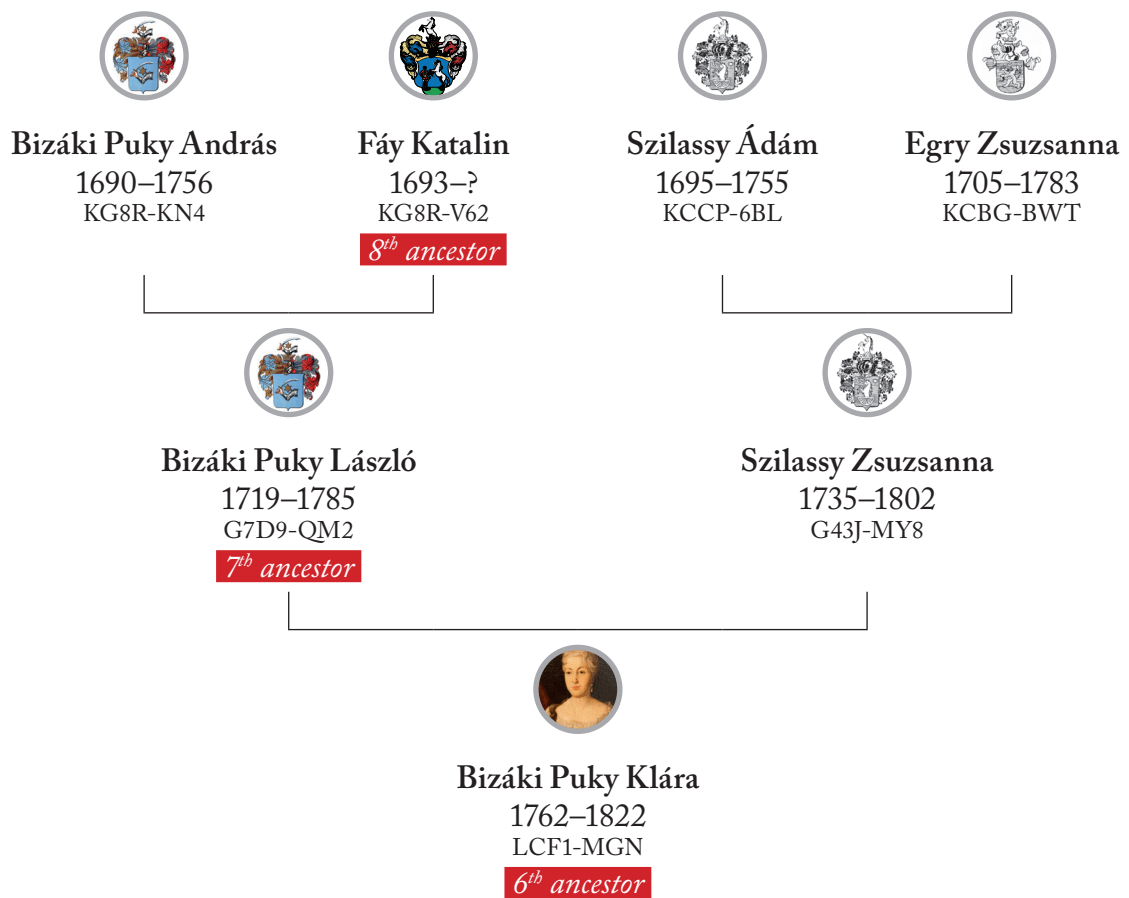 Bizáki Puky András
1690–1756
KG8R-KN4
Fáy Katalin
1693–?
KG8R-V62
8th ancestor
Szilassy Ádám
1695–1755
KCCP-6BL
Egry Zsuzsanna
1705–1783
KCBG-BWT
Bizáki Puky László
1719–1785
G7D9-QM2
7th ancestor
Szilassy Zsuzsanna
1735–1802
G43J-MY8
Bizáki Puky Klára
1762–1822
LCF1-MGN
6th ancestor